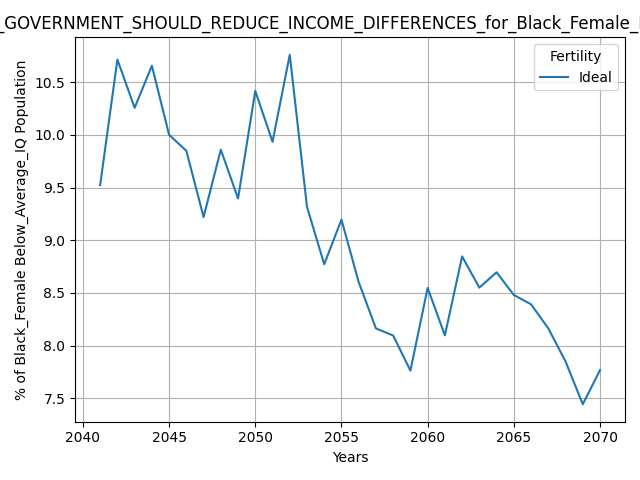 _GOVERNMENT_SHOULD_REDUCE_INCOME_DIFFERENCES_for_Black_Female_
Fertility
Ideal
10.5
10.0
9.5
9.0
8.5
8.0
7.5
% of Black_Female Below_Average_IQ Population
2040
2045
2050
2055
2060
2065
2070
Years